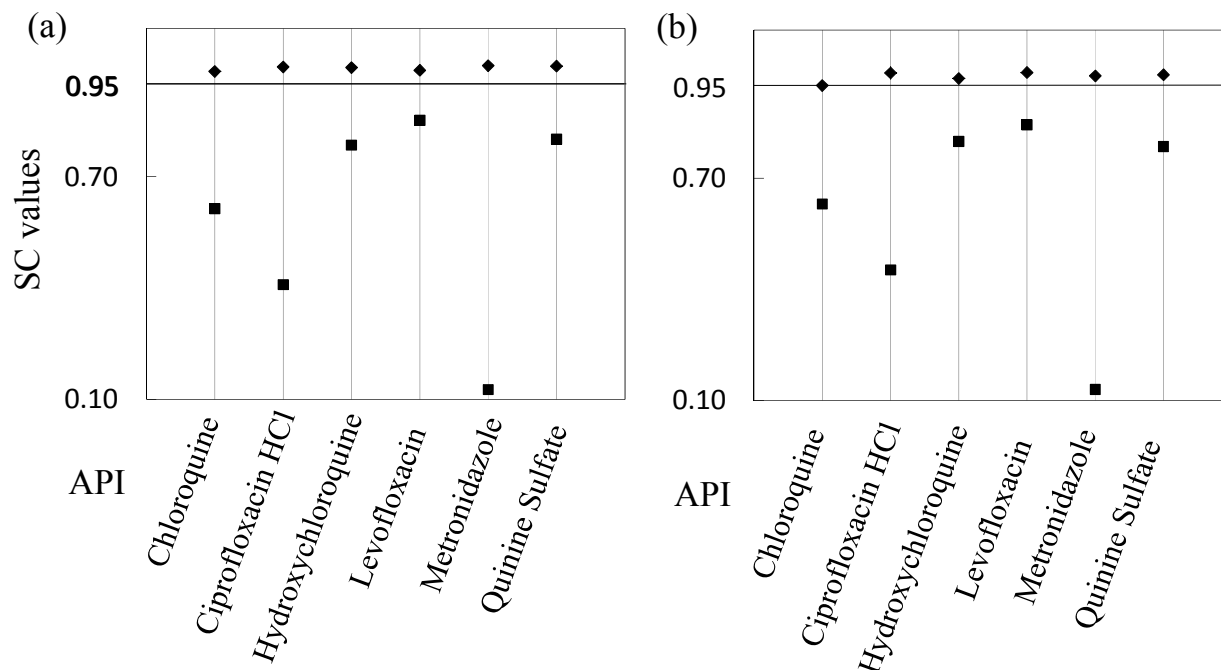 (a)
0.95
0.70
0.10
SC values
API
Chloroquine
Ciprofloxacin HCl
Hydroxychloroquine
Levofloxacin
Metronidazole
Quinine Sulfate
(b)
0.95
0.70
0.10
API
Chloroquine
Ciprofloxacin HCl
Hydroxychloroquine
Levofloxacin
Metronidazole
Quinine Sulfate